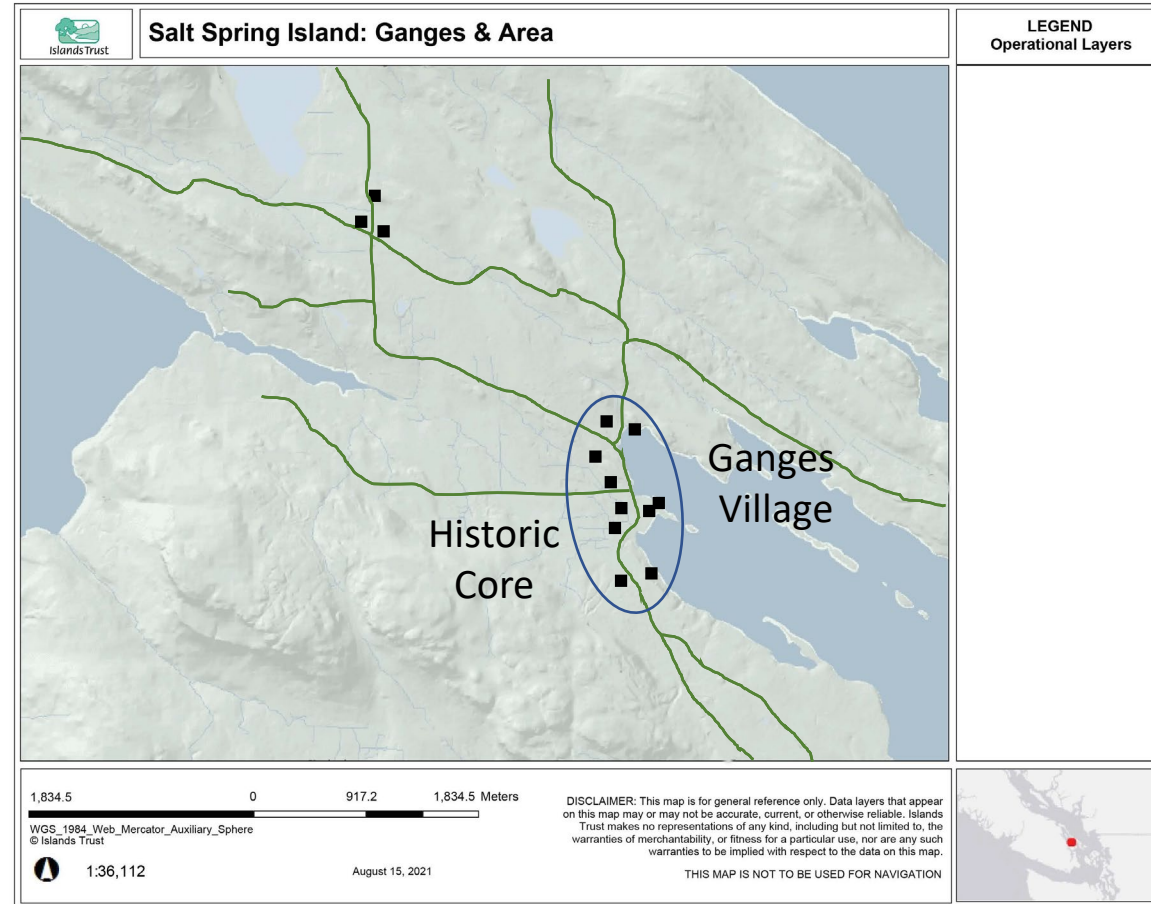 Islands Trust
Salt Spring Island: Ganges & Area
LEGEND
Operational Layers
Ganges
Village
Historic
Core
1,834.5 0 917.2 1,834.5 Meters
WGS_1984_Web_Mercator_Auxiliary_Sphere
© Islands Trust
1:36,112
August 15, 2021
DISCLAIMER: This map is for general reference only. Data layers that appear
on this map may or may not be accurate, current, or otherwise reliable. Islands
Trust makes no representations of any kind, including but not limited to, the
warranties of merchantability, or fitness for a particular use, nor are any such
warranties to be implied with respect to the data on this map.
THIS MAP IS NOT TO BE USED FOR NAVIGATION